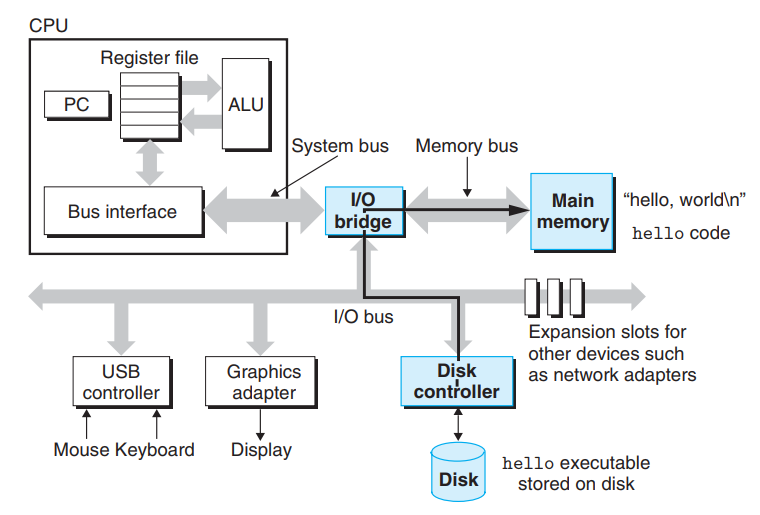 CPU
Register file
PC
ALU
System bus
Memory bus
Bus interface
I/O
bridge
Main
memory
“hello, world\n”
hello code
I/O bus
Expansion slots for
other devices such
as network adapters
USB
controller
Graphics
adapter
Disk
controller
Mouse Keyboard
Display
Disk
hello executable
stored on disk